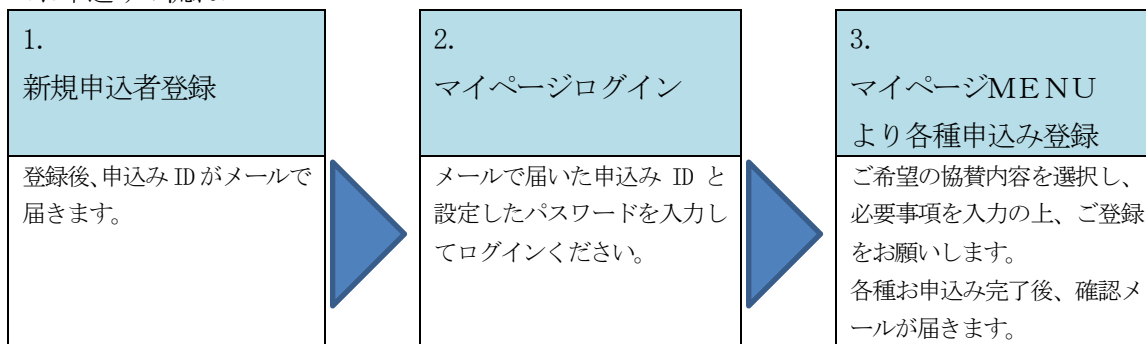 1.
新規申込者登録
登録後、申込み ID がメールで
届きます。
2.
マイページログイン
メールで届いた申込み ID と
設定したパスワードを入力し
てログインください。
3.
マイページMENU
より各種申込み登録
ご希望の協賛内容を選択し、
必要事項を入力の上、ご登録
をお願いします。
各種お申込み完了後、確認メ
ールが届きます。